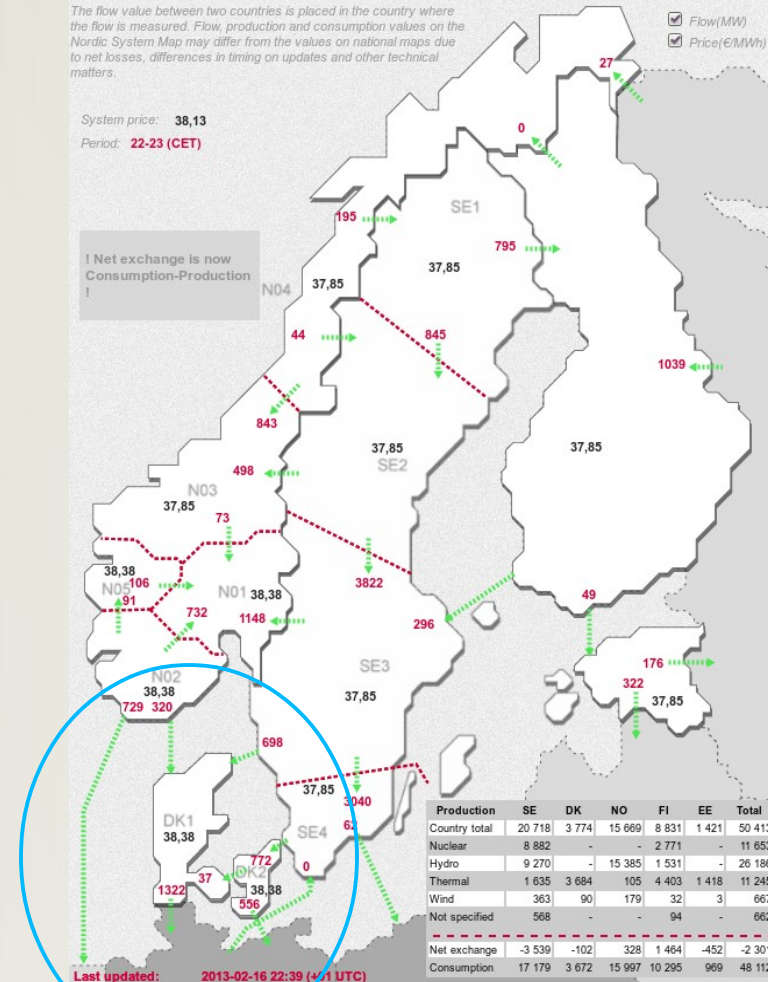 The flow value between two countries is placed in the country where
the flow is measured. Flow, production and consumption values on the
Nordic System Map may differ from the values on national maps due
to net losses, differences in timing on updates and other technical
matters.
Flow(MW)
Price(€/MWh)
System price: 38,13
Period: 22-23 (CET)
! Net exchange is now
Consumption-Production
!
27
0
195
SE1
795
37,85
N04
37,85
44
845
1039
843
37,85
37,85
SE2
498
N03
37,85
73
3822
38,38
N05
106
91
N01
38,38
732
1148
296
49
SE3
37,85
N02
38,38
729 320
176
322
37,85
698
37,85
3040
DK1
38,38
SE4
62
772
0
37
DK2
38,38
1322
556
Production SE DK NO FI EE Total
Country total 20 718 3 774 15 669 8 831 1 421 50 413
Nuclear 8 882 - - 2 771 - 11 653
Hydro 9 270 - 15 385 1 531 - 26 186
Thermal 1 635 3 684 105 4 403 1 418 11 245
Wind 363 90 179 32 3 667
Not specified 568 - - 94 - 662
Net exchange -3 539 -102 328 1 464 -452 -2 301
Consumption 17 179 3 672 15 997 10 295 969 48 112
Last updated: 2013-02-16 22:39 (+01 UTC)